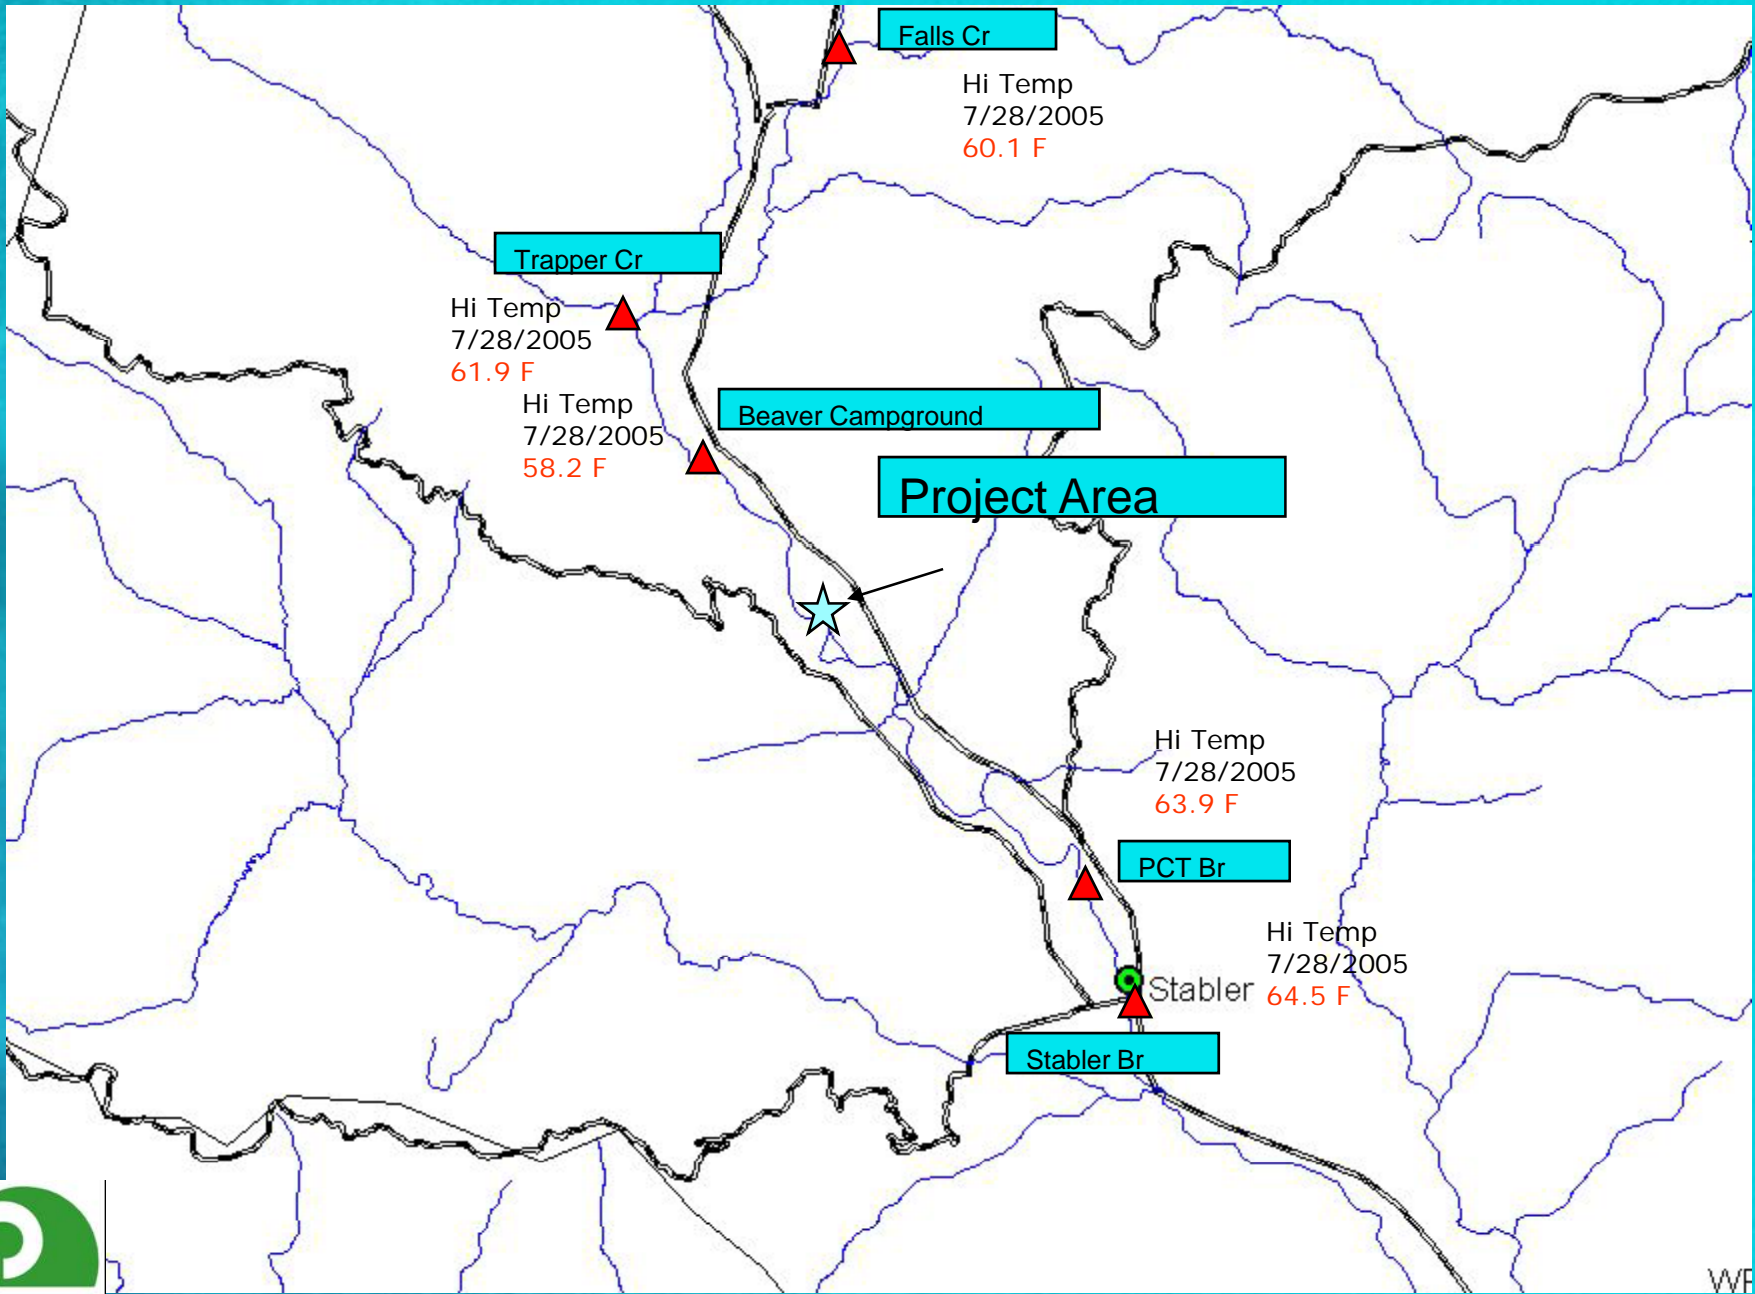 Falls Cr
Hi Temp
7/28/2005
60.1 F
Trapper Cr
Hi Temp
7/28/2005
61.9 F
Hi Temp
7/28/2005
58.2 F
Beaver Campground
Project Area
Hi Temp
7/28/2005
63.9 F
PCT Br
Hi Temp
7/28/2005
64.5 F
Stabler
Stabler Br